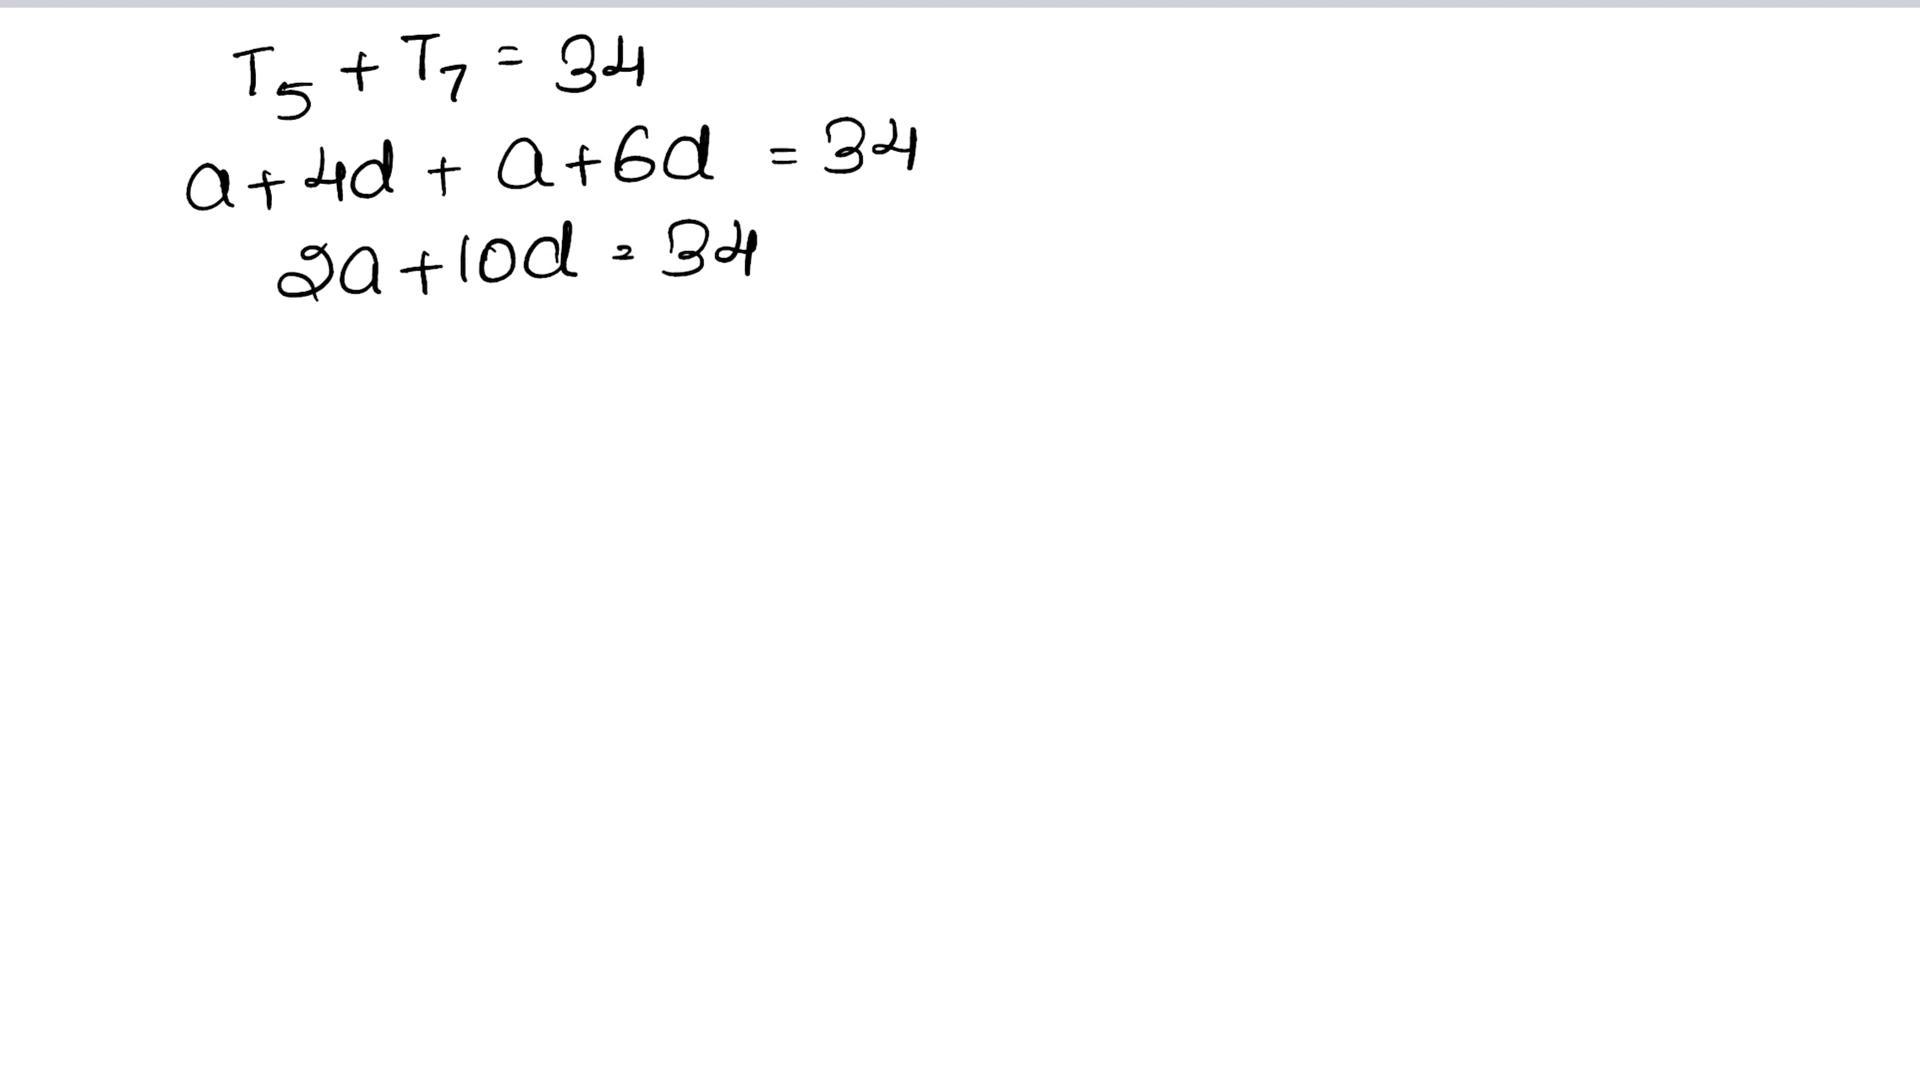 T₅ + T₇ = 34
a + 4d + a + 6d = 34
2a + 10d = 34